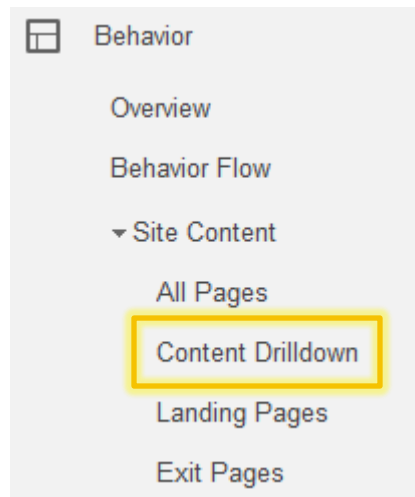 Behavior
Overview
Behavior Flow
Site Content
All Pages
Content Drilldown
Landing Pages
Exit Pages